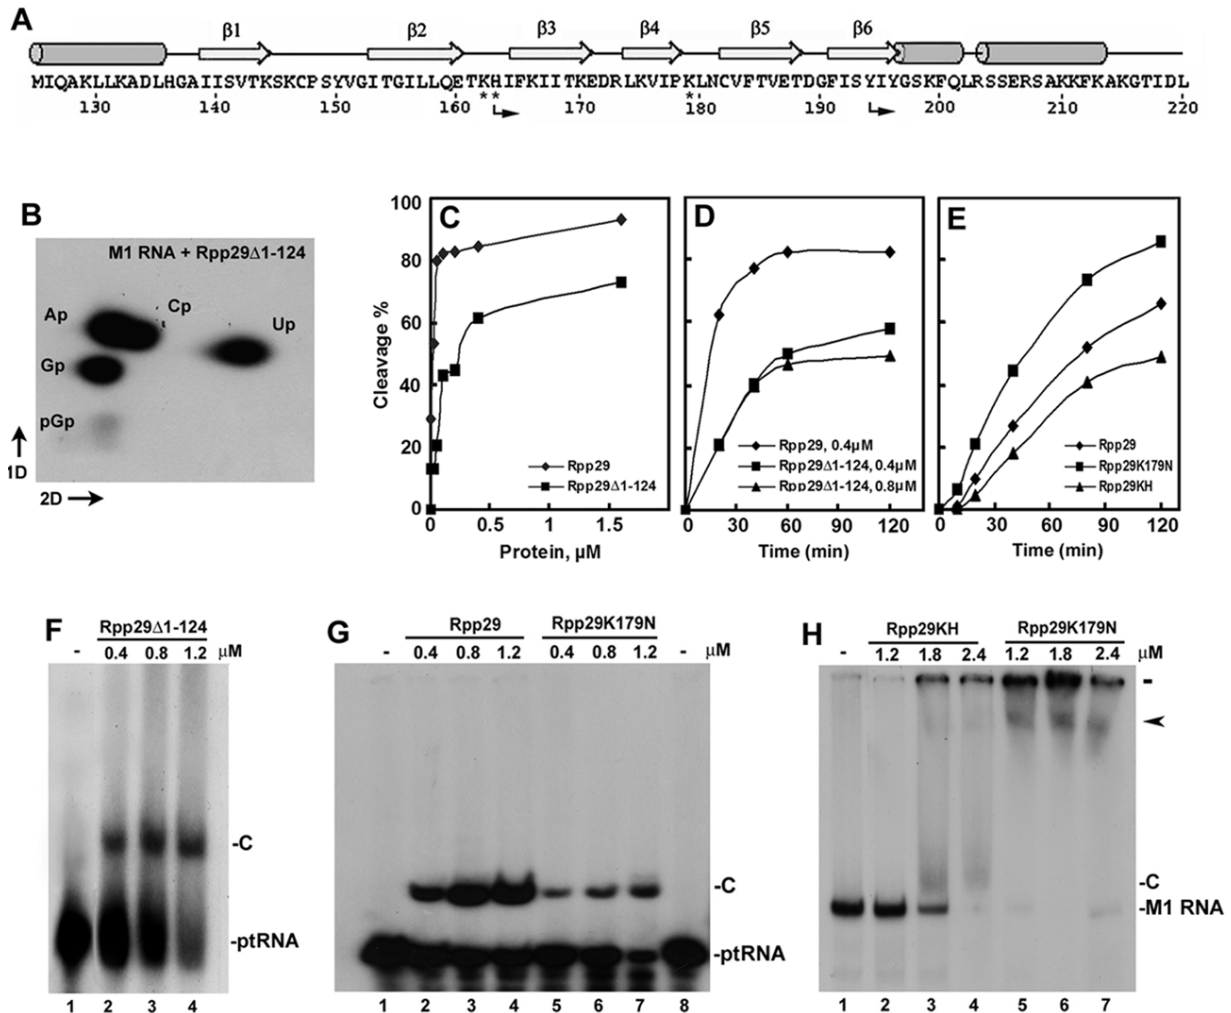 A
β1 β2 β3 β4 β5 β6
MIQAKLLKADLHGAIISVTKSKCPSYVGITGILLQETKHIFKIITKEDRLKVIPKLNCVFTVETDGFISYIYGSKFQLRSSERSAKKFKAKGTIDL
* * *
130 140 150 160 170 180 190 200 210 220
B
M1 RNA + Rpp29Δ1-124
Ap Cp Up
Gp
pGp
1D
2D
C D E
Cleavage %
100
80
60
40
20
0
Rpp29
Rpp29Δ1-124
0 0.5 1 1.5
Protein, µM
Rpp29, 0.4µM
Rpp29Δ1-124, 0.4µM
Rpp29Δ1-124, 0.8µM
0 30 60 90 120
Time (min)
Rpp29
Rpp29K179N
Rpp29KH
0 30 60 90 120
Time (min)
F
Rpp29Δ1-124
- 0.4 0.8 1.2 µM
-C
-ptRNA
1 2 3 4
G
Rpp29 Rpp29K179N
- 0.4 0.8 1.2 0.4 0.8 1.2 - µM
-C
-ptRNA
1 2 3 4 5 6 7 8
H
Rpp29KH Rpp29K179N
- 1.2 1.8 2.4 1.2 1.8 2.4 µM
-
-C
-M1 RNA
1 2 3 4 5 6 7